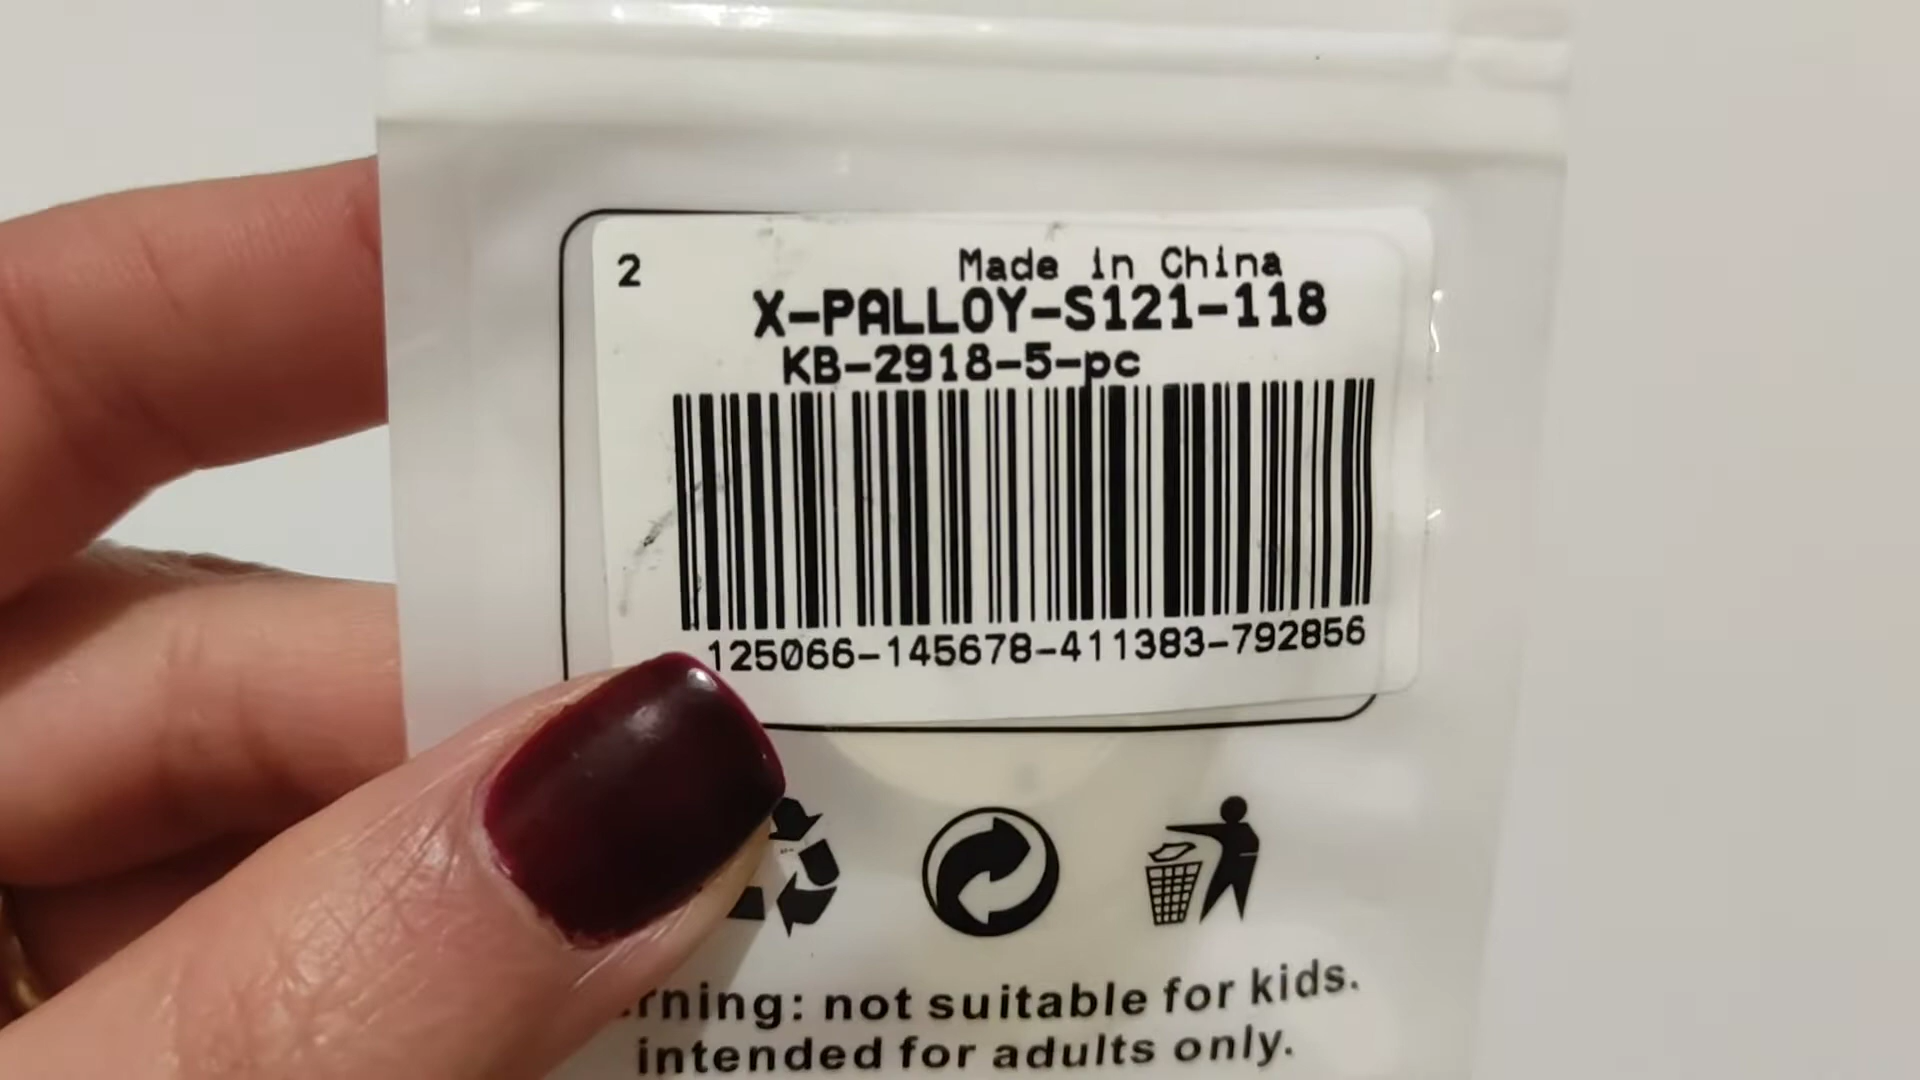 2
Made in China
X-PALLOY-S121-118
KB-2918-5-pc
125066-145678-411383-792856
rning: not suitable for kids.
intended for adults only.